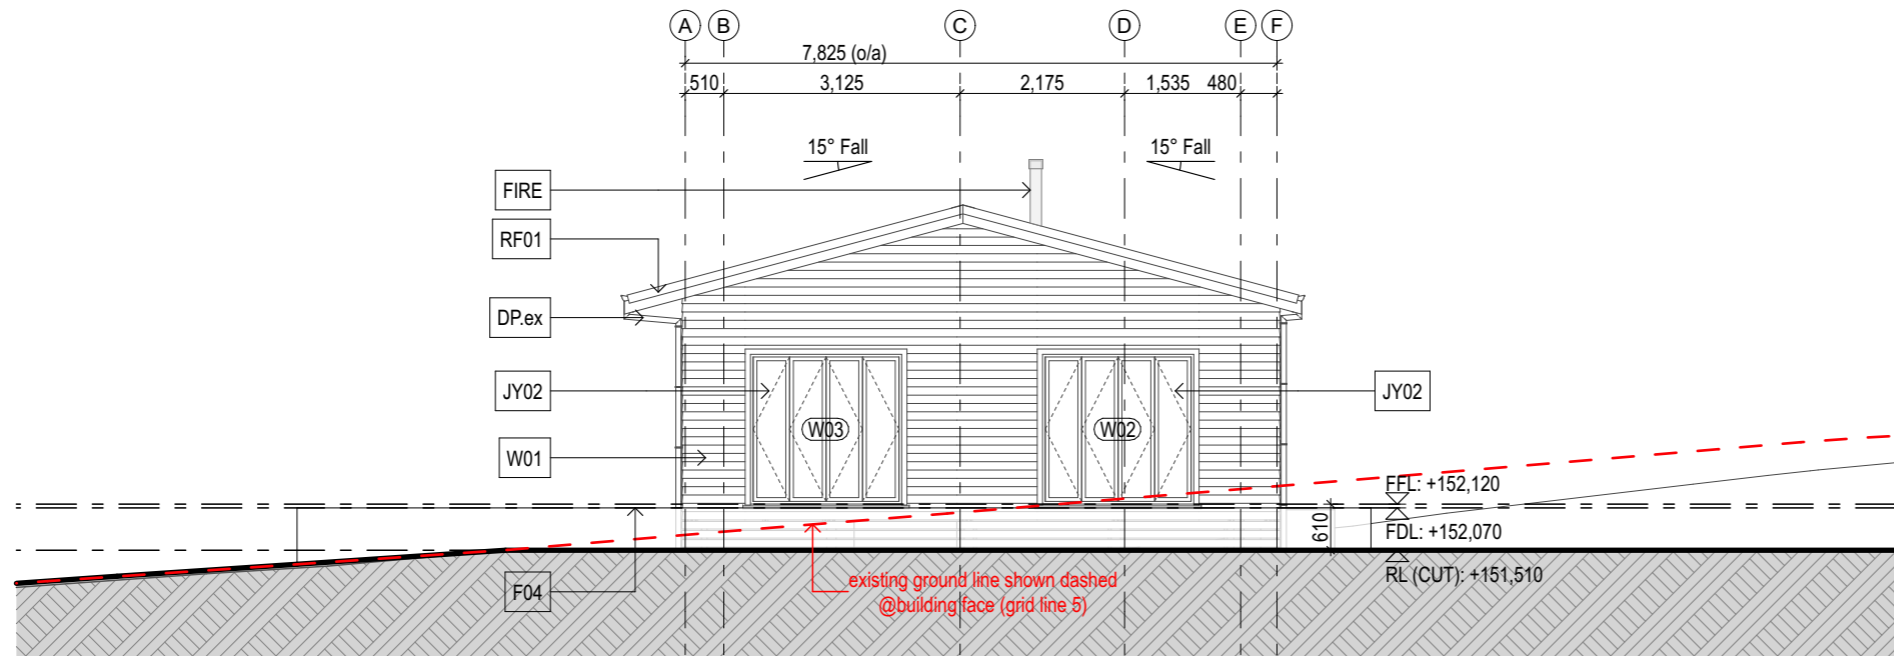 A B C D E F
7,825 (o/a)
510 3,125 2,175 1,535 480
15° Fall 15° Fall
FIRE
RF01
DP.ex
JY02 JY02
W03 W02
W01
FFL: +152,120
610
FDL: +152,070
RL (CUT): +151,510
F04
existing ground line shown dashed
@building face (grid line 5)